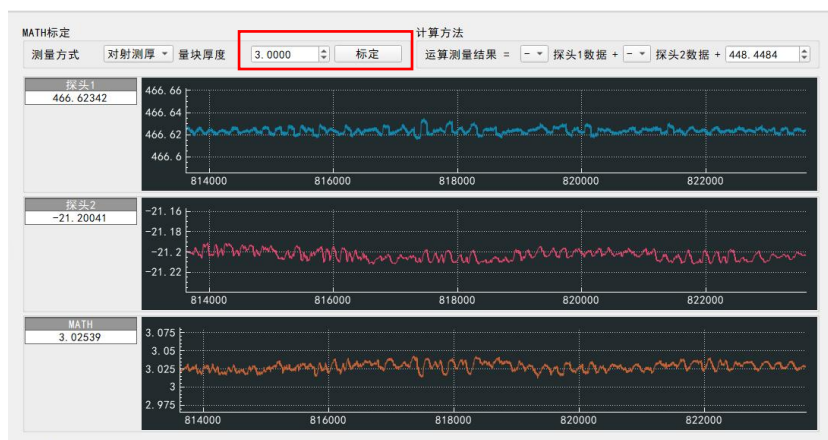 MATH标定
计算方法
测量方式 对射测厚 量块厚度 3.0000 标定
运算测量结果 = - 探头1数据 + - 探头2数据 + 448.4484
探头1
466.62342
466.66
466.64
466.62
466.6
814000 816000 818000 820000 822000
探头2
-21.20041
-21.16
-21.18
-21.2
-21.22
814000 816000 818000 820000 822000
MATH
3.02539
3.075
3.05
3.025
3
2.975
814000 816000 818000 820000 822000